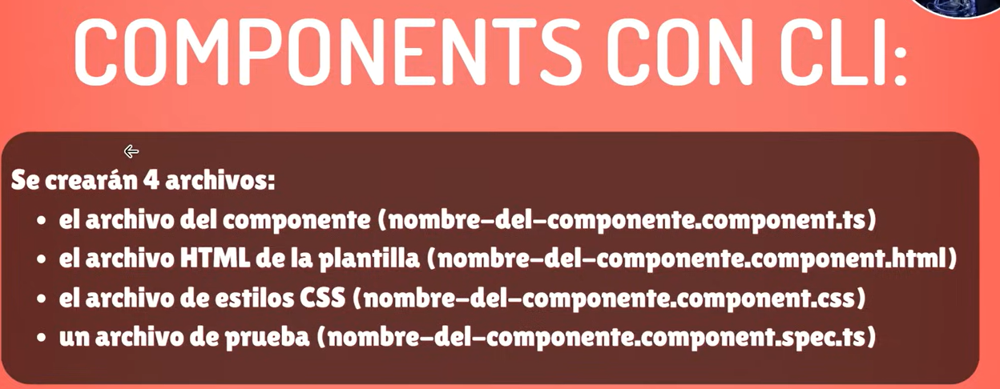 COMPONENTS CON CLI:
Se crearán 4 archivos:
• el archivo del componente (nombre-del-componente.component.ts)
• el archivo HTML de la plantilla (nombre-del-componente.component.html)
• el archivo de estilos CSS (nombre-del-componente.component.css)
• un archivo de prueba (nombre-del-componente.component.spec.ts)